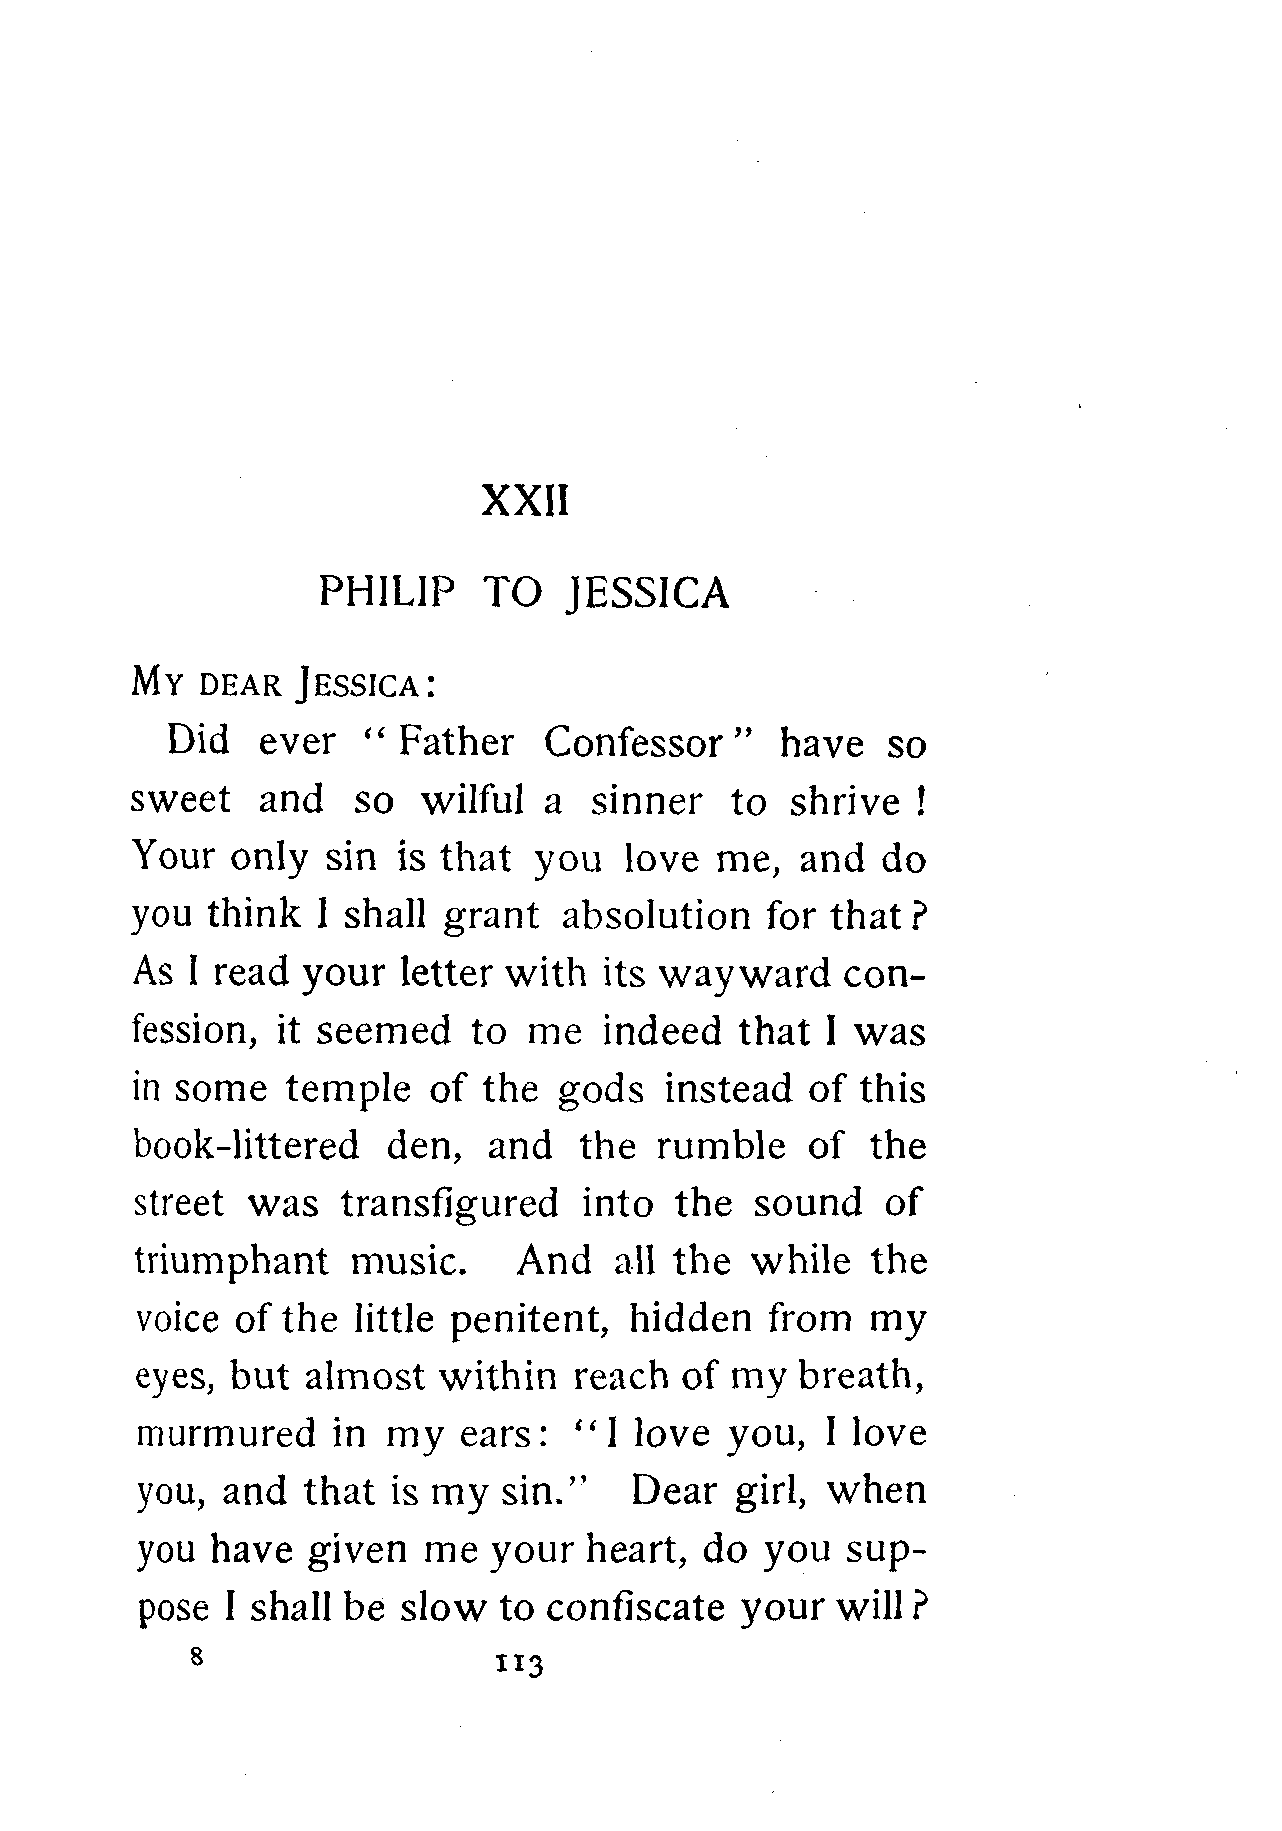 XXII
PHILIP TO JESSICA
My dear Jessica:
Did ever “Father Confessor” have so
sweet and so wilful a sinner to shrive!
Your only sin is that you love me, and do
you think I shall grant absolution for that?
As I read your letter with its wayward con-
fession, it seemed to me indeed that I was
in some temple of the gods instead of this
book-littered den, and the rumble of the
street was transfigured into the sound of
triumphant music. And all the while the
voice of the little penitent, hidden from my
eyes, but almost within reach of my breath,
murmured in my ears: “I love you, I love
you, and that is my sin.” Dear girl, when
you have given me your heart, do you sup-
pose I shall be slow to confiscate your will?
8 113